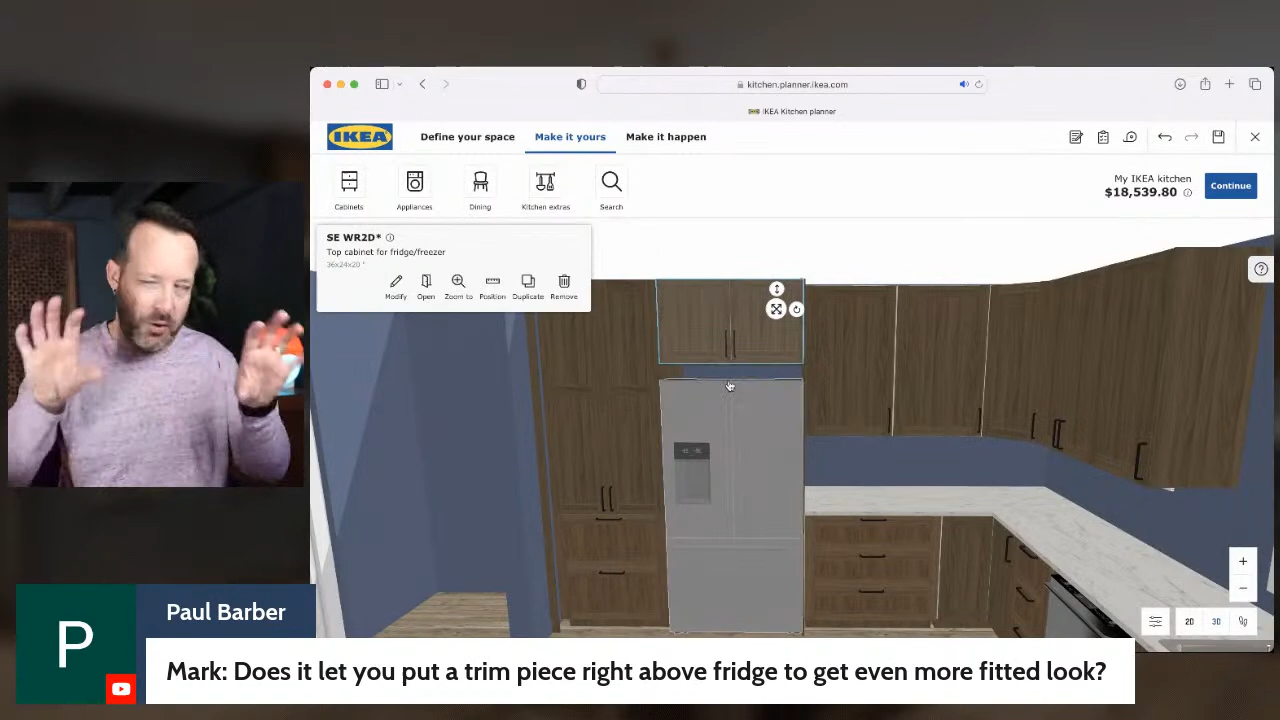 kitchen.planner.ikea.com
IKEA Kitchen planner
IKEA
Define your space
Make it yours
Make it happen
Cabinets
Appliances
Dining
Kitchen extras
Search
My IKEA kitchen
$18,539.80
Continue
SE WR2D*
Top cabinet for fridge/freezer
36x24x20 "
Modify
Open
Zoom to
Position
Duplicate
Remove
2D
3D
P
Paul Barber
Mark: Does it let you put a trim piece right above fridge to get even more fitted look?